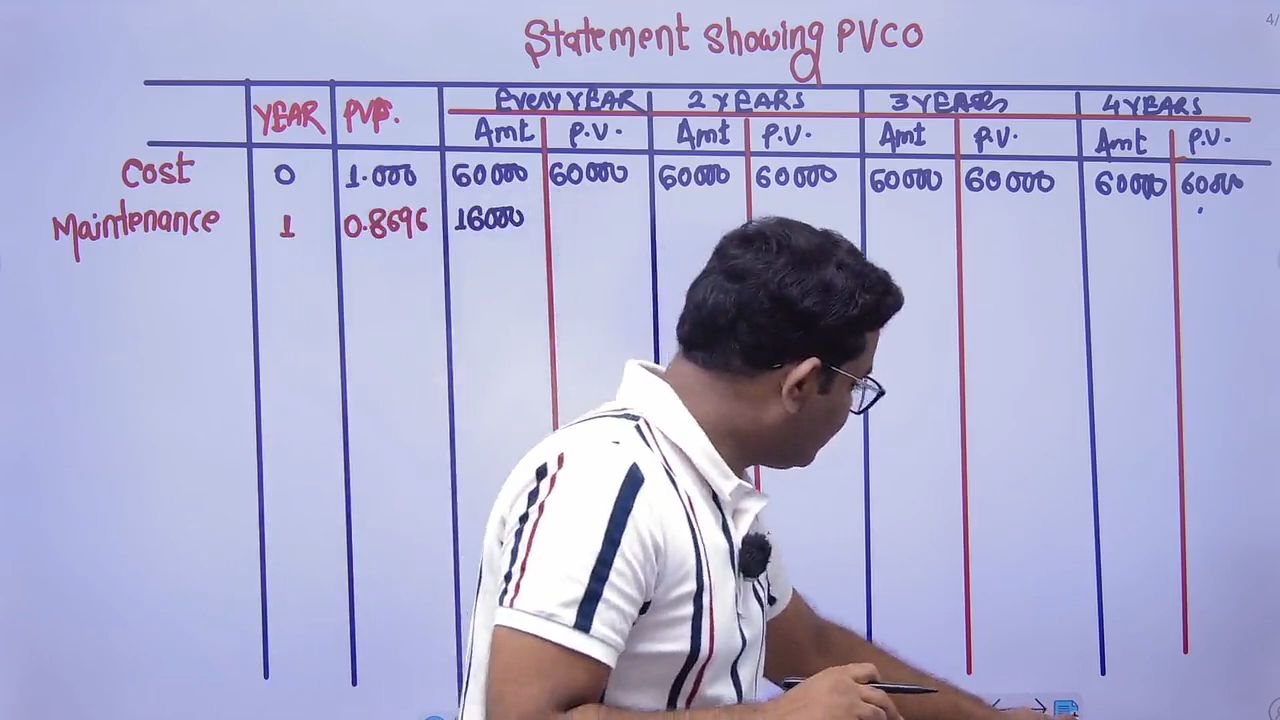 4/
Statement Showing PVCO
YEAR PVF. Every YEAR 2 YEARS 3 YEARS 4 YEARS
Amt P.V. Amt P.V. Amt P.V. Amt P.V.
Cost 0 1.000 60000 60000 60000 60000 60000 60000 60000 60000
Maintenance 1 0.8696 16000